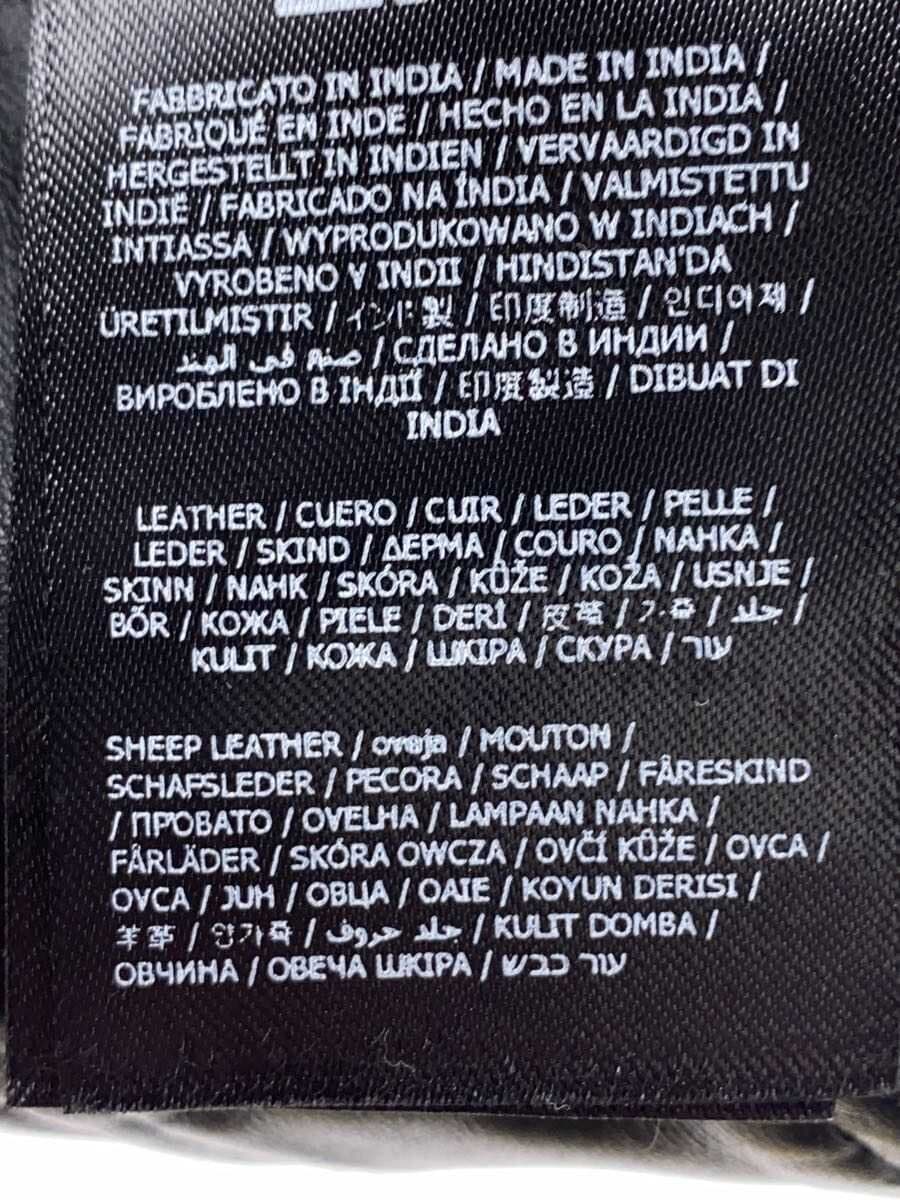 FABBRICATO IN INDIA / MADE IN INDIA /
FABRIQUÉ EN INDE / HECHO EN LA INDIA /
HERGESTELLT IN INDIEN / VERVAARDIGD IN
INDIË / FABRICADO NA ÍNDIA / VALMISTETTU
INTIASSA / WYPRODUKOWANO W INDIACH /
VYROBENO V INDII / HINDISTAN'DA
ÜRETILMIŞTIR / インド製 / 印度制造 / 인디어제 /
صنع في الهند / СДЕЛАНО В ИНДИИ /
ВИРОБЛЕНО В ІНДІЇ / 印度製造 / DIBUAT DI
INDIA
LEATHER / CUERO / CUIR / LEDER / PELLE /
LEDER / SKIND / ΔΕΡΜΑ / COURO / NAHKA /
SKINN / NAHK / SKÓRA / KŮŽE / KOŽA / USNJE /
BŐR / КОЖА / PIELE / DERİ / 皮革 / 가죽 / جلد /
KULIT / КОЖА / ШКІРА / СКУРА / עור
SHEEP LEATHER / oveja / MOUTON /
SCHAFSLEDER / PECORA / SCHAAP / FÅRESKIND
/ ΠΡΟΒΑΤΟ / OVELHA / LAMPAAN NAHKA /
FÅRLÄDER / SKÓRA OWCZA / OVČÍ KŮŽE / OVCA /
OVCA / JUH / ОВЦА / OAIE / KOYUN DERISI /
羊革 / 양가죽 / جلد خروف / KULIT DOMBA /
ОВЧИНА / ОВЕЧА ШКІРА / עור כבש